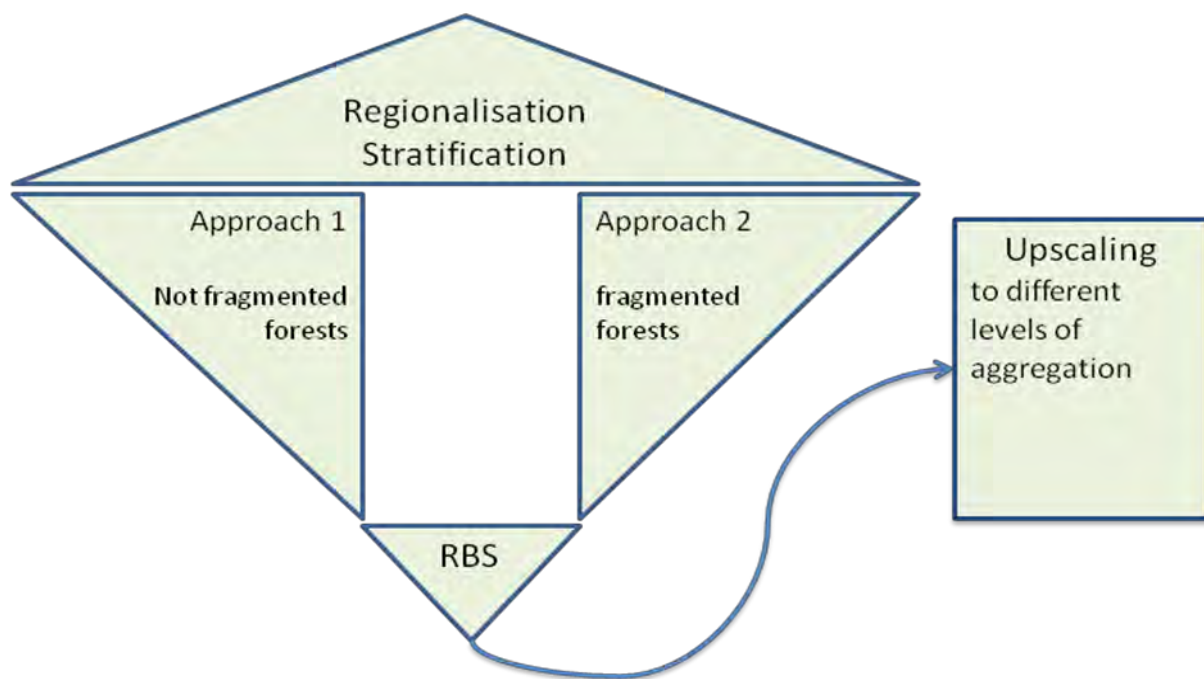 Regionalisation
Stratification
Approach 1
Not fragmented
forests
Approach 2
fragmented
forests
RBS
Upscaling
to different
levels of
aggregation